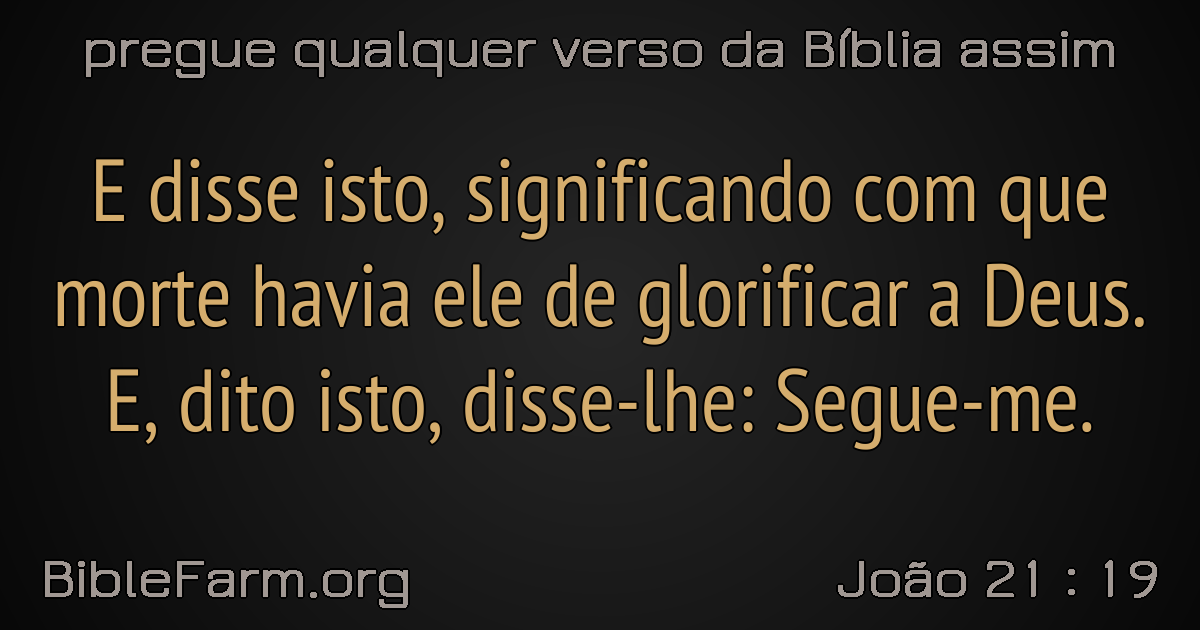 pregue qualquer verso da Bíblia assim
E disse isto, significando com que
morte havia ele de glorificar a Deus.
E, dito isto, disse-lhe: Segue-me.
BibleFarm.org
João 21 : 19